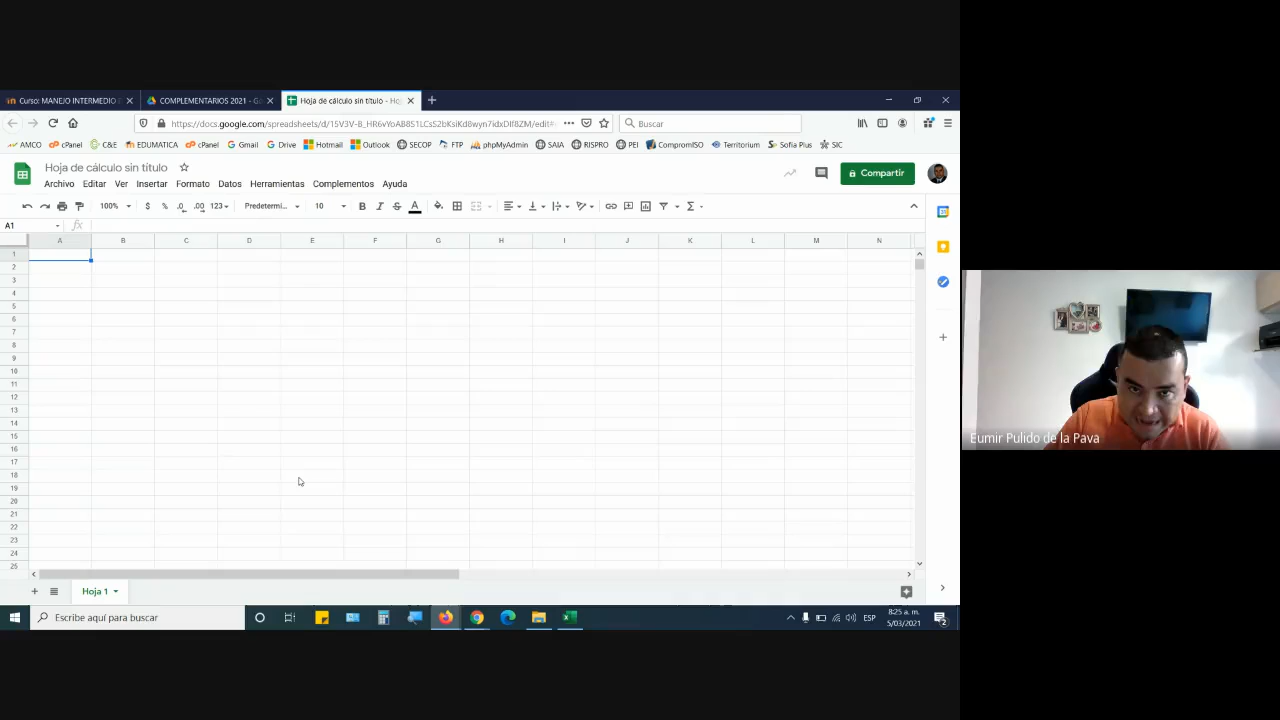 Curso: MANEJO INTERMEDIO
COMPLEMENTARIOS 2021 - Go
Hoja de cálculo sin título - Hoj
https://docs.google.com/spreadsheets/d/
Buscar
AMCO cPanel C&E EDUMATICA cPanel Gmail Drive Hotmail Outlook SECOP FTP phpMyAdmin SAIA RISPRO PEI CompromISO Territorium Sofia Plus SIC
Hoja de cálculo sin título
Archivo Editar Ver Insertar Formato Datos Herramientas Complementos Ayuda
Compartir
100% $ % .0 .00 123 Predetermi... 10 B I S A Σ
A1 fx
A B C D E F G H I J K L M N
1
2
3
4
5
6
7
8
9
10
11
12
13
14
15
16
17
18
19
20
21
22
23
24
25
Hoja 1
Escribe aquí para buscar
ESP
8:25 a. m.
5/03/2021
2
Eumir Pulido de la Pava